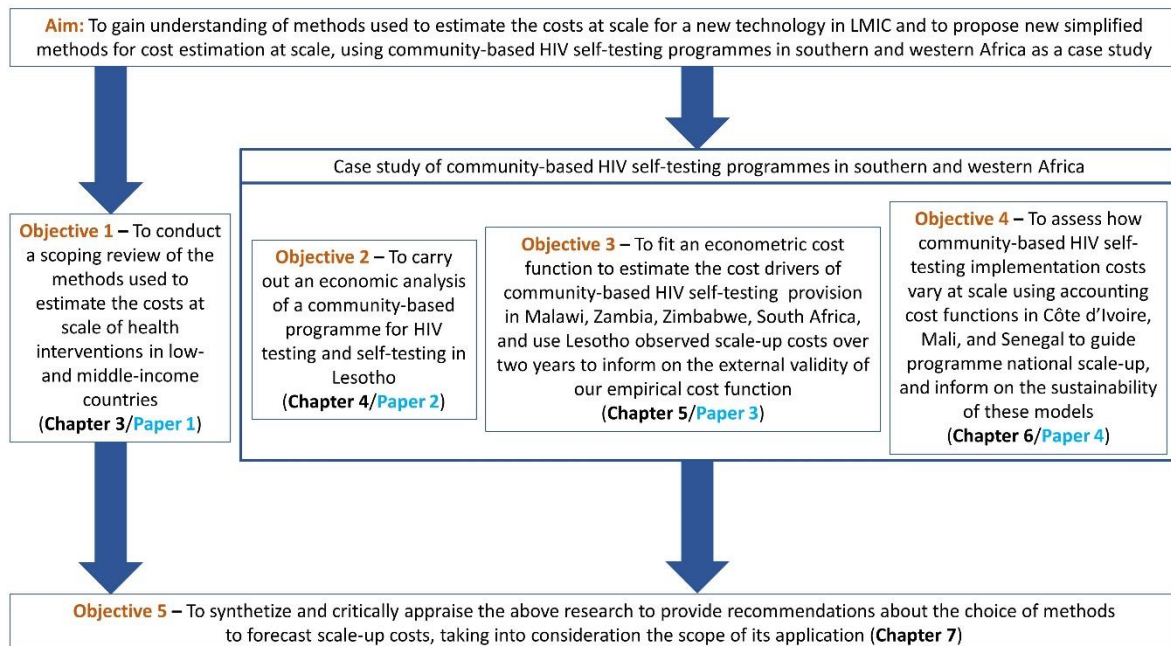 Aim: To gain understanding of methods used to estimate the costs at scale for a new technology in LMIC and to propose new simplified
methods for cost estimation at scale, using community-based HIV self-testing programmes in southern and western Africa as a case study
Case study of community-based HIV self-testing programmes in southern and western Africa
Objective 1 – To conduct
a scoping review of the
methods used to
estimate the costs at
scale of health
interventions in low-
and middle-income
countries
(Chapter 3/Paper 1)
Objective 2 – To carry
out an economic analysis
of a community-based
programme for HIV
testing and self-testing in
Lesotho
(Chapter 4/Paper 2)
Objective 3 – To fit an econometric cost
function to estimate the cost drivers of
community-based HIV self-testing provision
in Malawi, Zambia, Zimbabwe, South Africa,
and use Lesotho observed scale-up costs over
two years to inform on the external validity of
our empirical cost function
(Chapter 5/Paper 3)
Objective 4 – To assess how
community-based HIV self-
testing implementation costs
vary at scale using accounting
cost functions in Côte d’Ivoire,
Mali, and Senegal to guide
programme national scale-up,
and inform on the sustainability
of these models
(Chapter 6/Paper 4)
Objective 5 – To synthetize and critically appraise the above research to provide recommendations about the choice of methods
to forecast scale-up costs, taking into consideration the scope of its application (Chapter 7)